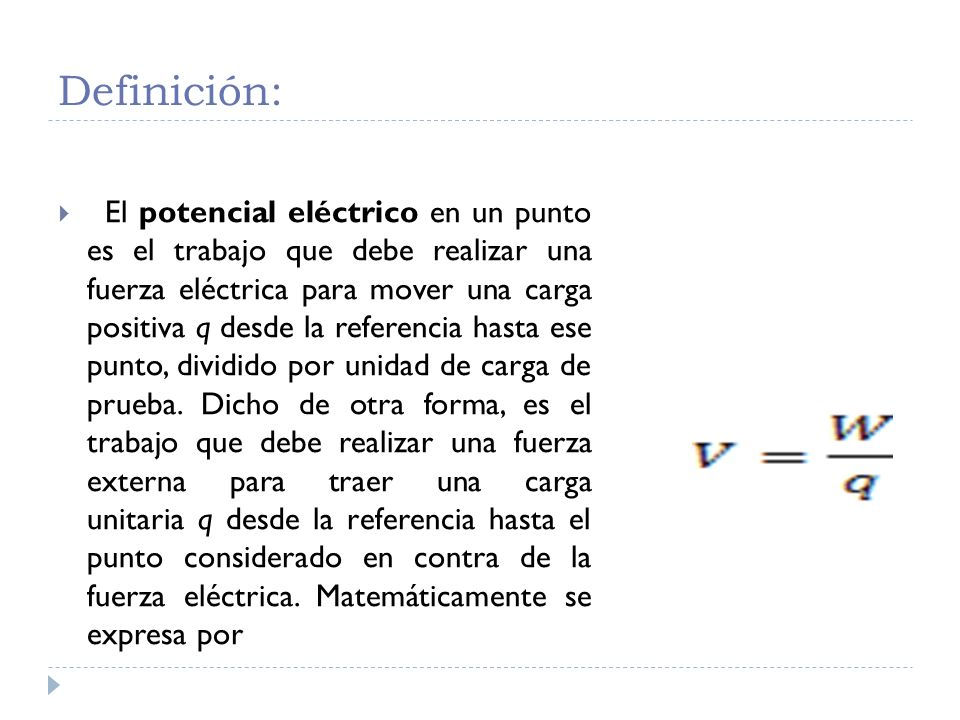 Definición:
El potencial eléctrico en un punto
es el trabajo que debe realizar una
fuerza eléctrica para mover una carga
positiva q desde la referencia hasta ese
punto, dividido por unidad de carga de
prueba. Dicho de otra forma, es el
trabajo que debe realizar una fuerza
externa para traer una carga
unitaria q desde la referencia hasta el
punto considerado en contra de la
fuerza eléctrica. Matemáticamente se
expresa por
V = W/q